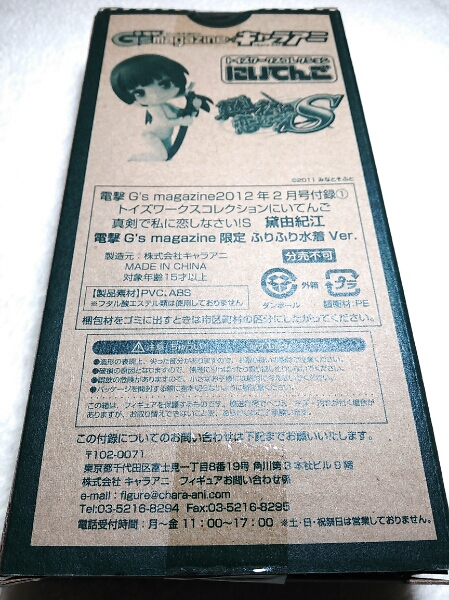 G's magazine×キャラアニ
トイズワークスコレクション
にいてんご
真剣で私に恋しなさい!S
©2011 みなとそふと
電撃 G's magazine2012年2月号付録①
トイズワークスコレクションにいてんご
真剣で私に恋しなさい!S 黛由紀江
電撃 G's magazine 限定 ふりふり水着 Ver.
製造元:株式会社キャラアニ
MADE IN CHINA
対象年齢15才以上
分売不可
【製品素材】PVC、ABS
※フタル酸エステル類は使用しておりません
外箱
ダンボール
プラ
緩衝材:PE
梱包材をゴミに出すときは市区町村の区分にしたがってください。
この付録についてのお問い合わせは下記までお願いいたします。
〒102-0071
東京都千代田区富士見一丁目8番19号 角川第3本社ビル9階
株式会社 キャラアニ フィギュアお問い合わせ係
e-mail : figure@chara-ani.com
Tel:03-5216-8294 Fax:03-5216-8295
電話受付時間:月~金 11:00~17:00 ※土・日・祝祭日は営業しておりません。